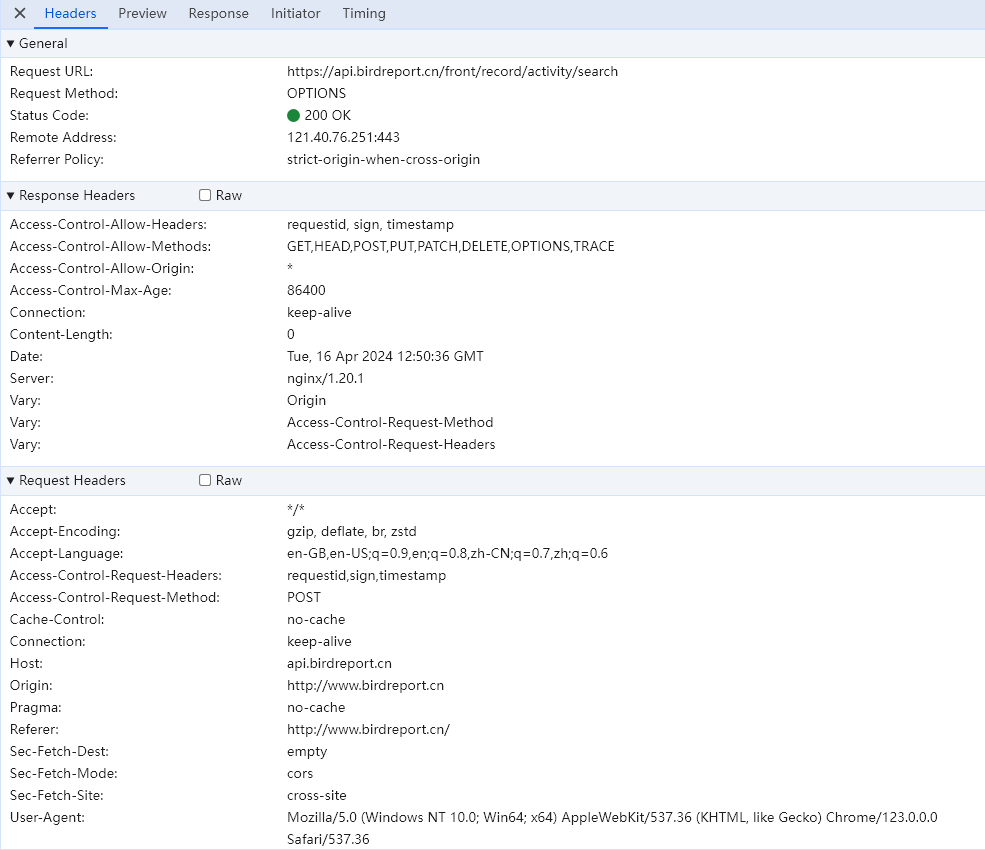 Headers Preview Response Initiator Timing
General
Request URL: https://api.birdreport.cn/front/record/activity/search
Request Method: OPTIONS
Status Code: 200 OK
Remote Address: 121.40.76.251:443
Referrer Policy: strict-origin-when-cross-origin
Response Headers Raw
Access-Control-Allow-Headers: requestid, sign, timestamp
Access-Control-Allow-Methods: GET,HEAD,POST,PUT,PATCH,DELETE,OPTIONS,TRACE
Access-Control-Allow-Origin: *
Access-Control-Max-Age: 86400
Connection: keep-alive
Content-Length: 0
Date: Tue, 16 Apr 2024 12:50:36 GMT
Server: nginx/1.20.1
Vary: Origin
Vary: Access-Control-Request-Method
Vary: Access-Control-Request-Headers
Request Headers Raw
Accept: */*
Accept-Encoding: gzip, deflate, br, zstd
Accept-Language: en-GB,en-US;q=0.9,en;q=0.8,zh-CN;q=0.7,zh;q=0.6
Access-Control-Request-Headers: requestid,sign,timestamp
Access-Control-Request-Method: POST
Cache-Control: no-cache
Connection: keep-alive
Host: api.birdreport.cn
Origin: http://www.birdreport.cn
Pragma: no-cache
Referer: http://www.birdreport.cn/
Sec-Fetch-Dest: empty
Sec-Fetch-Mode: cors
Sec-Fetch-Site: cross-site
User-Agent: Mozilla/5.0 (Windows NT 10.0; Win64; x64) AppleWebKit/537.36 (KHTML, like Gecko) Chrome/123.0.0.0
Safari/537.36